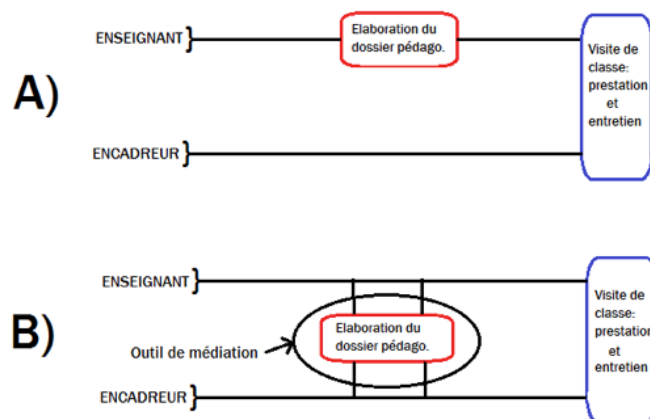 A)
ENSEIGNANT}
Elaboration du
dossier pédago.
Visite de
classe:
prestation
et
entretien
ENCADREUR}
B)
ENSEIGNANT}
Elaboration du
dossier pédago.
Outil de médiation
Visite de
classe:
prestation
et
entretien
ENCADREUR}